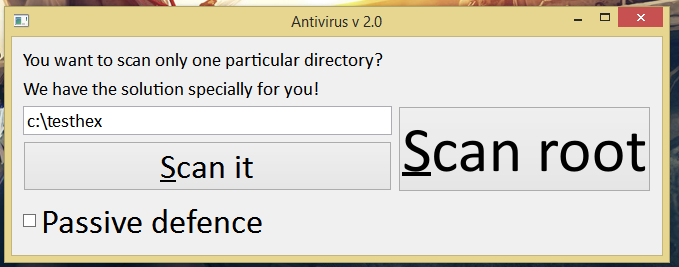 Antivirus v 2.0
You want to scan only one particular directory?
We have the solution specially for you!
c:\testhex
Scan it
Scan root
Passive defence